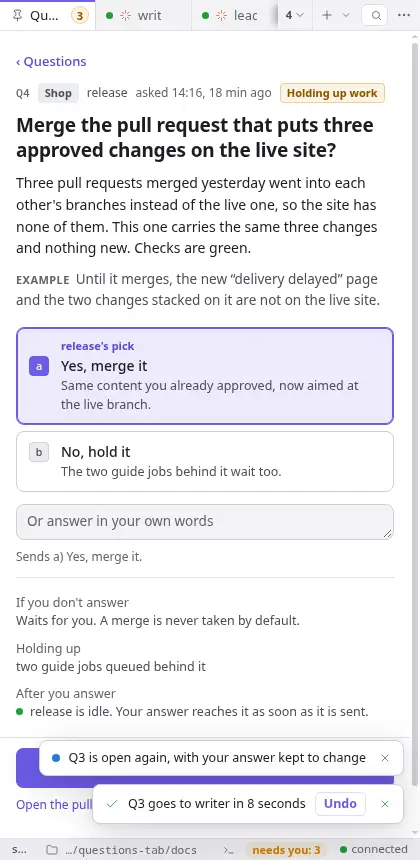 Qu... 3 writ leac 4
‹ Questions
Q4 Shop release asked 14:16, 18 min ago Holding up work
Merge the pull request that puts three
approved changes on the live site?
Three pull requests merged yesterday went into each
other's branches instead of the live one, so the site has
none of them. This one carries the same three changes
and nothing new. Checks are green.
EXAMPLE Until it merges, the new “delivery delayed” page
and the two changes stacked on it are not on the live site.
release's pick
a Yes, merge it
Same content you already approved, now aimed at
the live branch.
b No, hold it
The two guide jobs behind it wait too.
Or answer in your own words
Sends a) Yes, merge it.
If you don't answer
Waits for you. A merge is never taken by default.
Holding up
two guide jobs queued behind it
After you answer
release is idle. Your answer reaches it as soon as it is sent.
Q3 is open again, with your answer kept to change
Q3 goes to writer in 8 seconds Undo
Open the pull
s... …/questions-tab/docs needs you: 3 connected